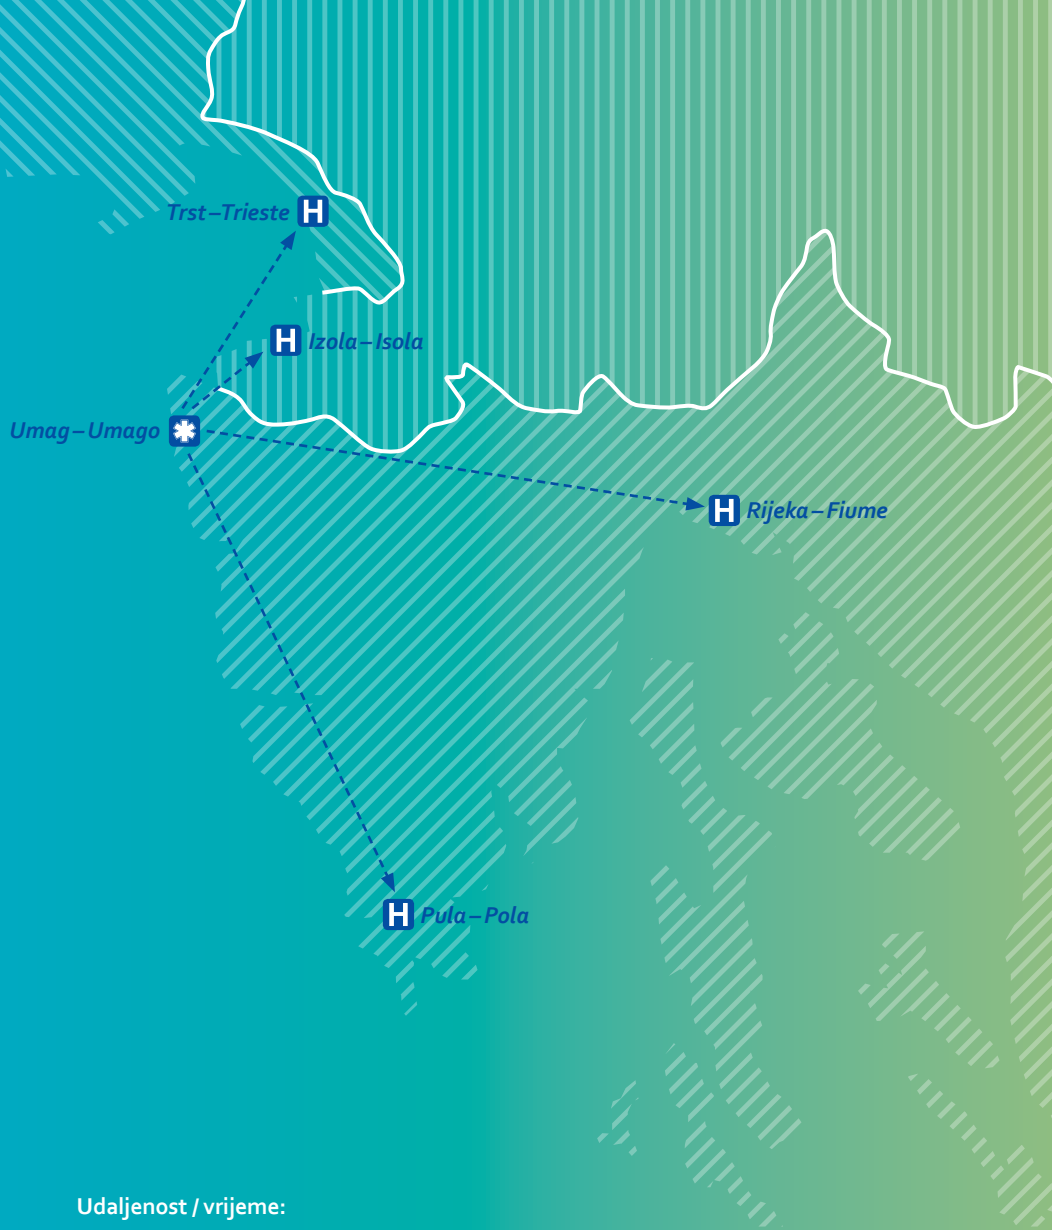 Trst – Trieste H
H Izola – Isola
Umag – Umago
H Rijeka – Fiume
H Pula – Pola
Udaljenost / vrijeme: